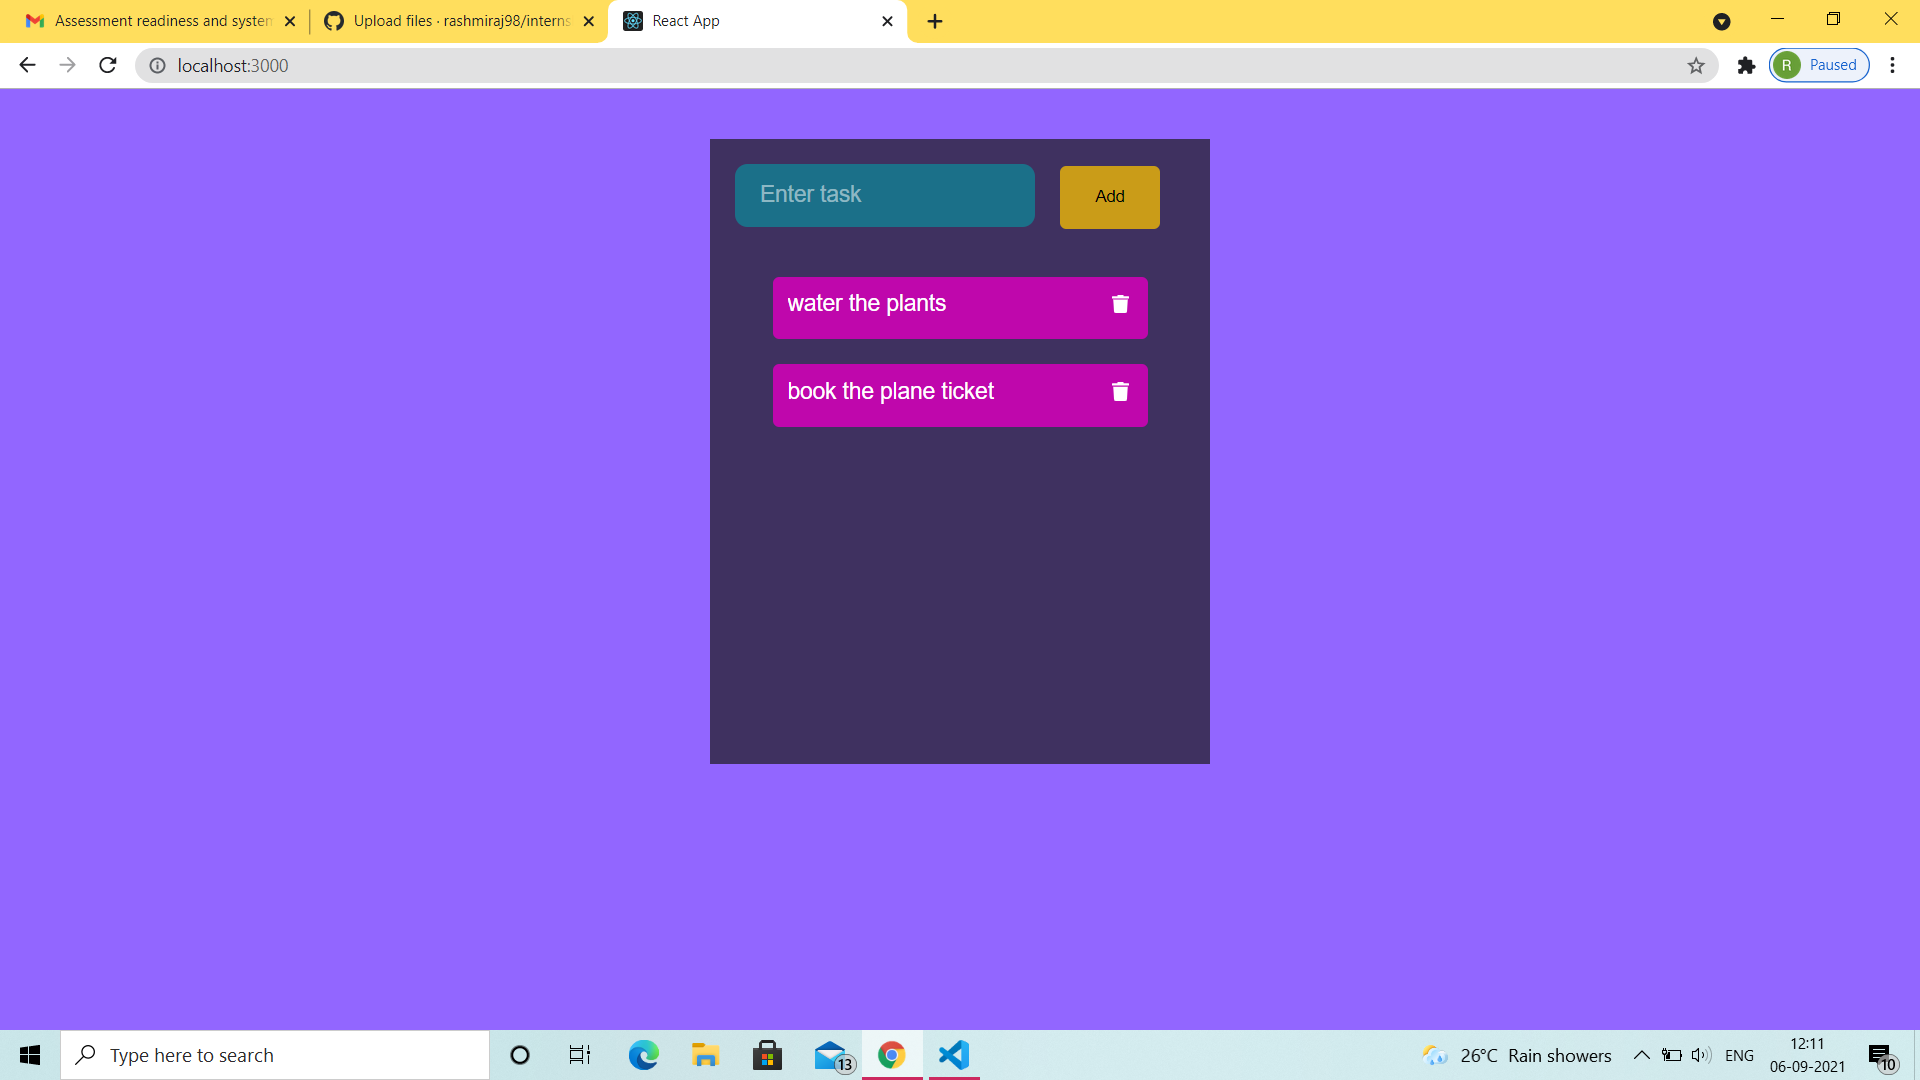 Assessment readiness and system
Upload files · rashmiraj98/interns
React App
localhost:3000
R Paused
Enter task
Add
water the plants
book the plane ticket
Type here to search
13
26°C Rain showers
ENG
12:11
06-09-2021
10